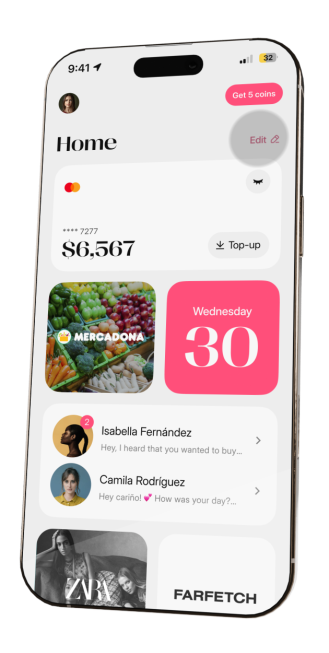 9:41
32
Get 5 coins
Home
Edit
**** 7277
$6,567
Top-up
MERCADONA
Wednesday
30
2
Isabella Fernández
Hey, I heard that you wanted to buy...
Camila Rodríguez
Hey cariño! 💕 How was your day?...
ZARA
FARFETCH